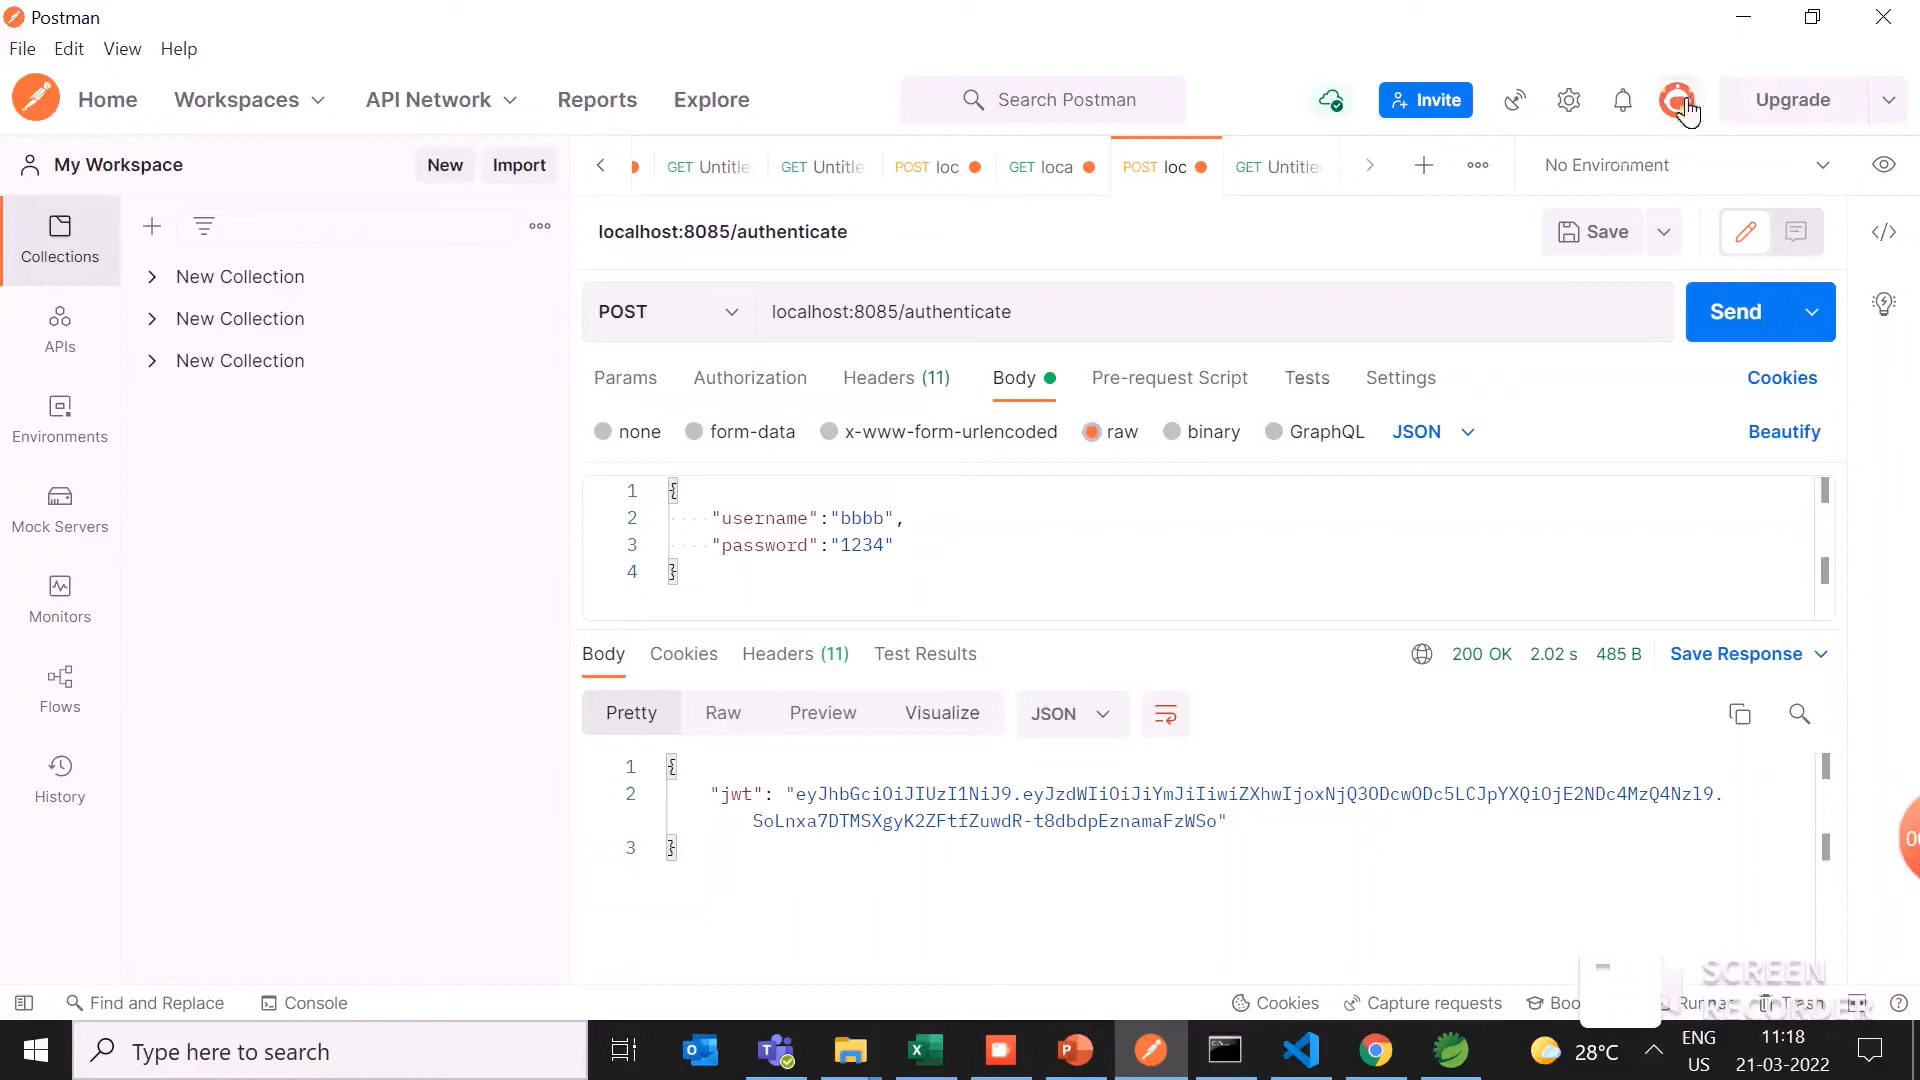 Postman
File Edit View Help
Home Workspaces API Network Reports Explore Search Postman Invite Upgrade
My Workspace New Import GET Untitle GET Untitle POST loc GET loca POST loc GET Untitle No Environment
Collections
New Collection
New Collection
New Collection
APIs
Environments
Mock Servers
Monitors
Flows
History
localhost:8085/authenticate Save
POST localhost:8085/authenticate Send
Params Authorization Headers (11) Body Pre-request Script Tests Settings Cookies
none form-data x-www-form-urlencoded raw binary GraphQL JSON Beautify
1 {
2 "username":"bbbb",
3 "password":"1234"
4 }
Body Cookies Headers (11) Test Results 200 OK 2.02 s 485 B Save Response
Pretty Raw Preview Visualize JSON
1 {
2 "jwt": "eyJhbGciOiJIUzI1NiJ9.eyJzdWIiOiJiYmJiIiwiZXhwIjoxNjQ3ODcwODc5LCJpYXQiOjE2NDc4MzQ4Nzl9.
SoLnxa7DTMSXgyK2ZFtfZuwdR-t8dbdpEznamaFzWSo"
3 }
SCREEN
RECORDER
Find and Replace Console Cookies Capture requests Boo Runner Trash
Type here to search 28°C ENG US 11:18 21-03-2022